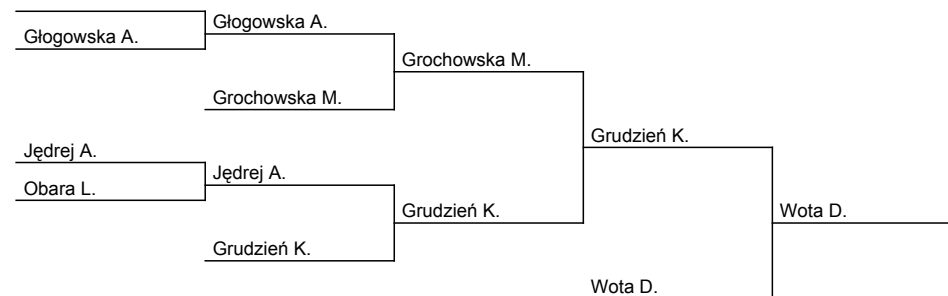 Głogowska A.
Głogowska A.
Grochowska M.
Grochowska M.
Grudzień K.
Jędrej A.
Jędrej A.
Obara L.
Grudzień K.
Wota D.
Grudzień K.
Wota D.